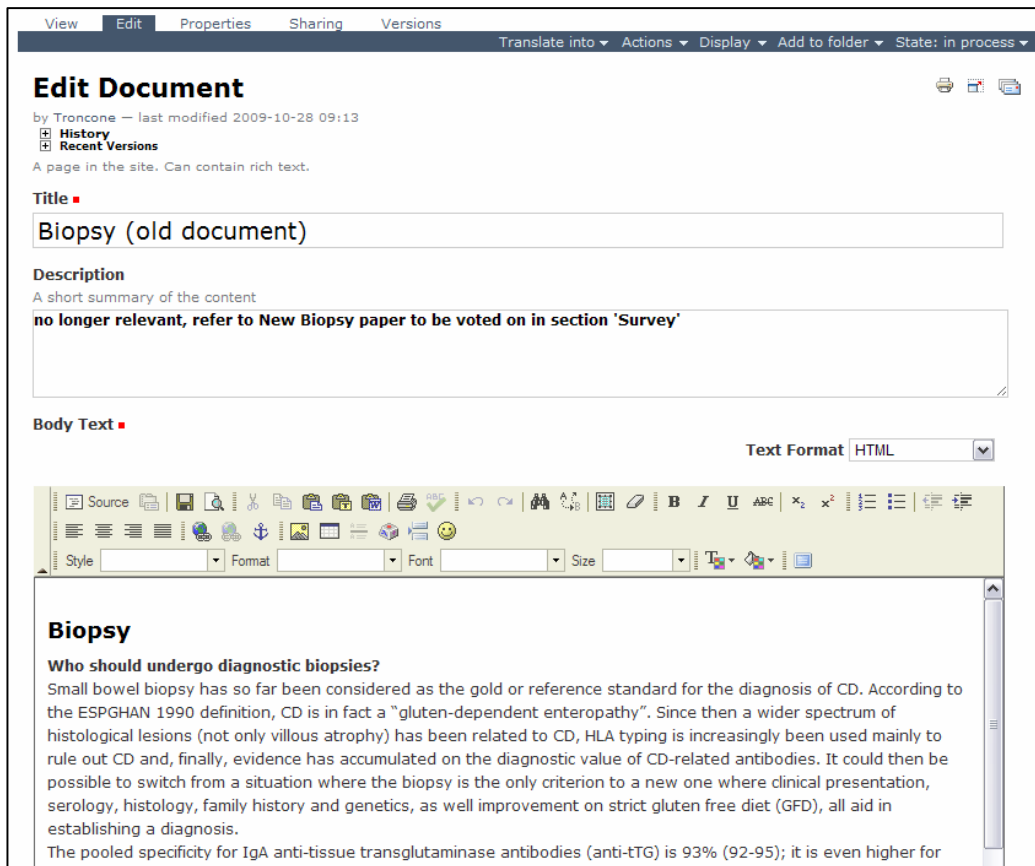 View Edit Properties Sharing Versions
Translate into Actions Display Add to folder State: in process
Edit Document
by Troncone — last modified 2009-10-28 09:13
History
Recent Versions
A page in the site. Can contain rich text.
Title
Biopsy (old document)
Description
A short summary of the content
no longer relevant, refer to New Biopsy paper to be voted on in section 'Survey'
Body Text
Text Format HTML
Source B I U ABC x₂ x²
Style Format Font Size
Biopsy
Who should undergo diagnostic biopsies?
Small bowel biopsy has so far been considered as the gold or reference standard for the diagnosis of CD. According to
the ESPGHAN 1990 definition, CD is in fact a “gluten-dependent enteropathy”. Since then a wider spectrum of
histological lesions (not only villous atrophy) has been related to CD, HLA typing is increasingly been used mainly to
rule out CD and, finally, evidence has accumulated on the diagnostic value of CD-related antibodies. It could then be
possible to switch from a situation where the biopsy is the only criterion to a new one where clinical presentation,
serology, histology, family history and genetics, as well improvement on strict gluten free diet (GFD), all aid in
establishing a diagnosis.
The pooled specificity for IgA anti-tissue transglutaminase antibodies (anti-tTG) is 93% (92-95); it is even higher for